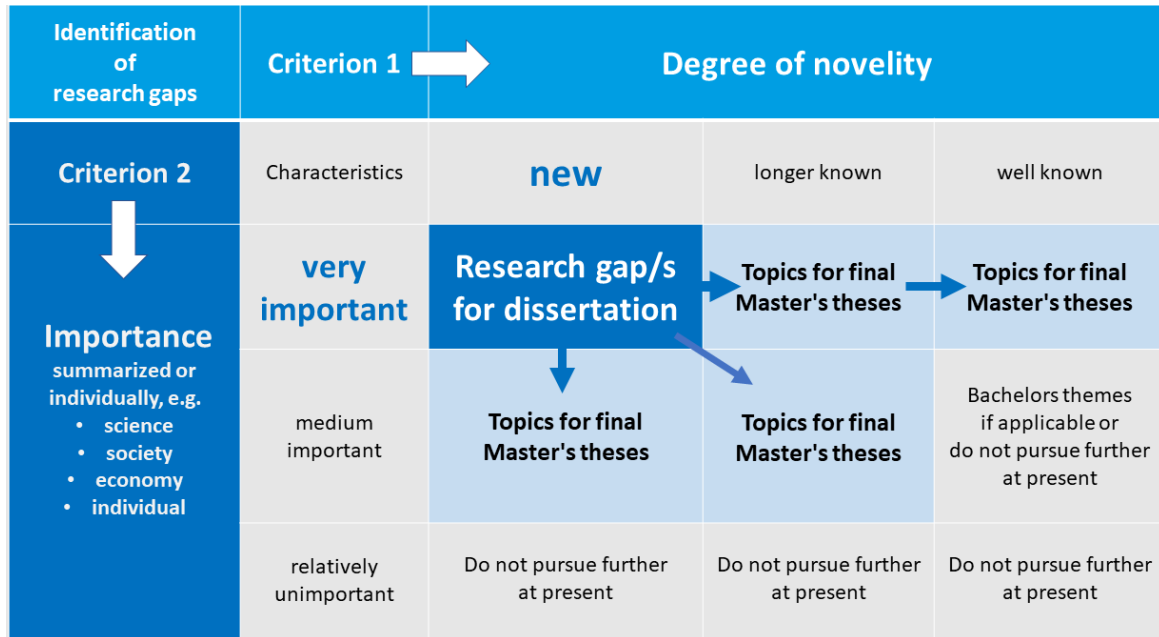 Identification
of
research gaps
Criterion 1
Degree of novelity
Criterion 2
Characteristics
new
longer known
well known
Importance
summarized or
individually, e.g.
• science
• society
• economy
• individual
very
important
Research gap/s
for dissertation
Topics for final
Master's theses
Topics for final
Master's theses
medium
important
Topics for final
Master's theses
Topics for final
Master's theses
Bachelors themes
if applicable or
do not pursue further
at present
relatively
unimportant
Do not pursue further
at present
Do not pursue further
at present
Do not pursue further
at present